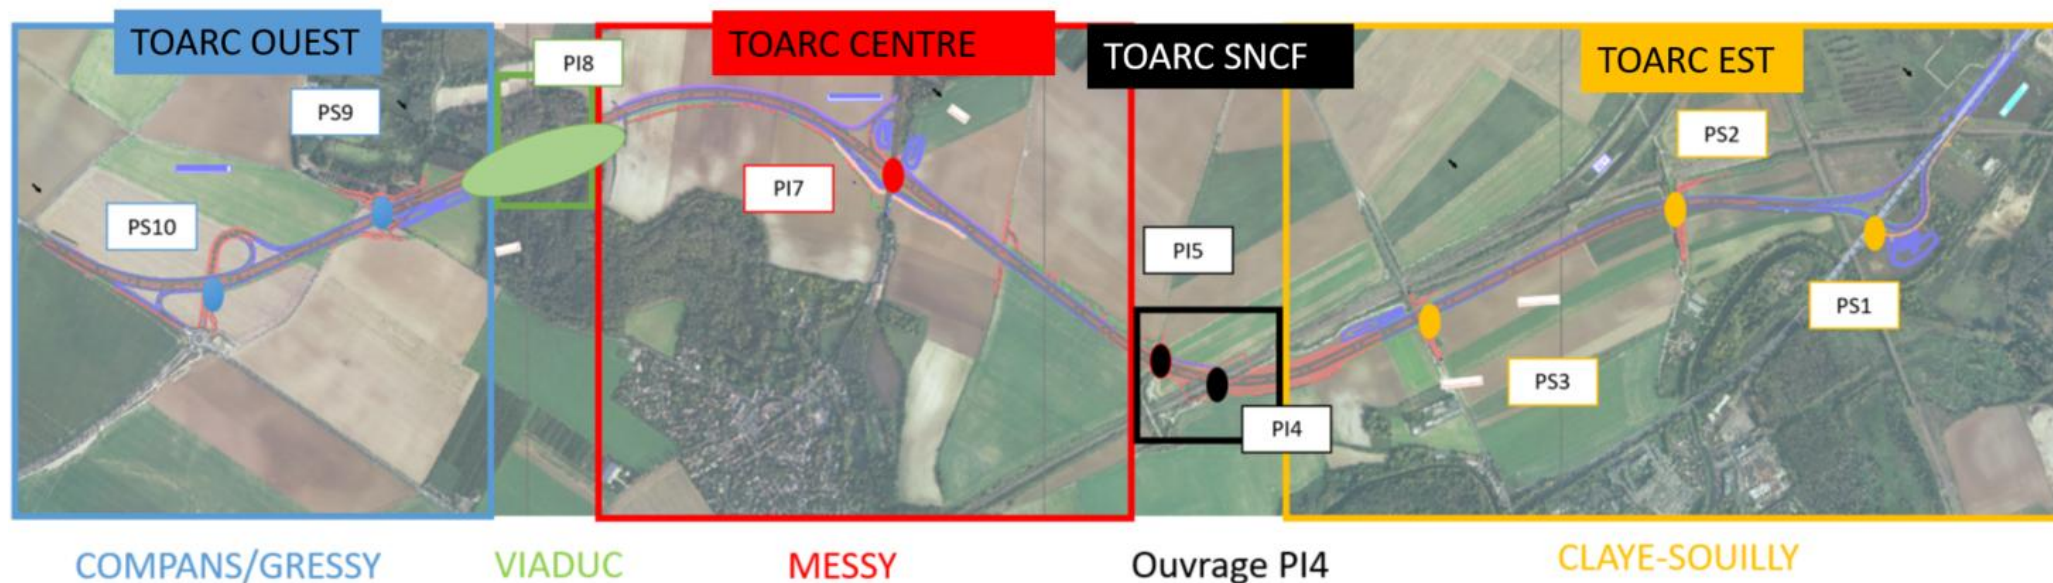 TOARC OUEST
PI8
TOARC CENTRE
TOARC SNCF
TOARC EST
PS9
PS2
PI7
PS10
PI5
PS1
PS3
PI4
COMPANS/GRESSY
VIADUC
MESSY
Ouvrage PI4
CLAYE-SOUILLY